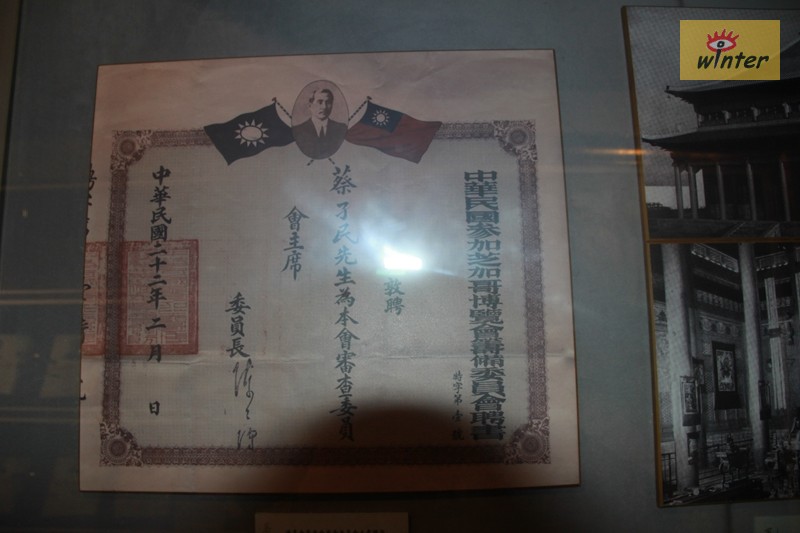 中華民國參加芝加哥博覽會籌備委員會聘書
特字第壹號
敦聘
蔡孑民先生為本會審查委員
會主席
委員長
中華民國二十二年二月 日
winter